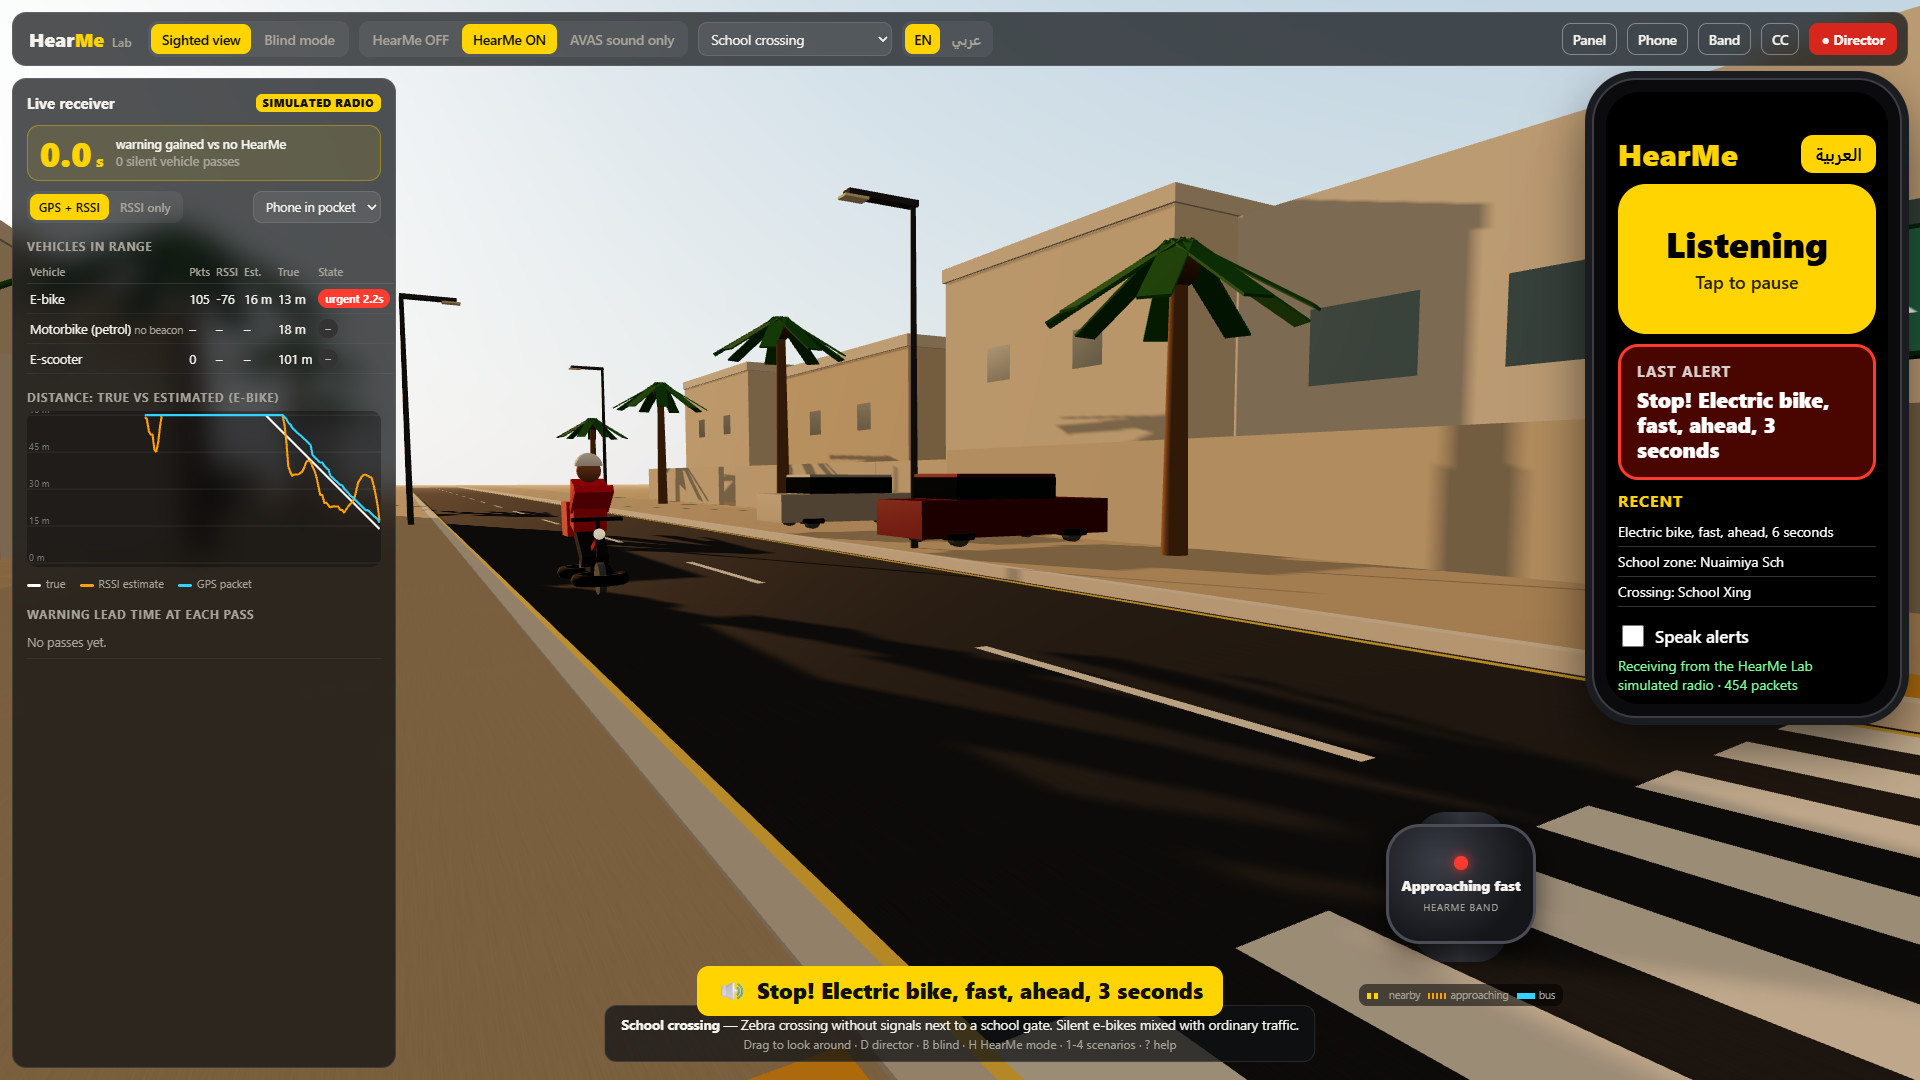 HearMe Lab
Sighted view Blind mode
HearMe OFF HearMe ON AVAS sound only
School crossing
EN عربي
Panel Phone Band CC ● Director
Live receiver SIMULATED RADIO
0.0 s warning gained vs no HearMe
0 silent vehicle passes
GPS + RSSI RSSI only Phone in pocket
VEHICLES IN RANGE
Vehicle Pkts RSSI Est. True State
E-bike 105 -76 16 m 13 m urgent 2.2s
Motorbike (petrol) no beacon – – – 18 m –
E-scooter 0 – – 101 m –
DISTANCE: TRUE VS ESTIMATED (E-BIKE)
45 m
30 m
15 m
0 m
true RSSI estimate GPS packet
WARNING LEAD TIME AT EACH PASS
No passes yet.
HearMe العربية
Listening
Tap to pause
LAST ALERT
Stop! Electric bike,
fast, ahead, 3
seconds
RECENT
Electric bike, fast, ahead, 6 seconds
School zone: Nuaimiya Sch
Crossing: School Xing
Speak alerts
Receiving from the HearMe Lab
simulated radio · 454 packets
Approaching fast
HEARME BAND
nearby approaching bus
Stop! Electric bike, fast, ahead, 3 seconds
School crossing — Zebra crossing without signals next to a school gate. Silent e-bikes mixed with ordinary traffic.
Drag to look around · D director · B blind · H HearMe mode · 1-4 scenarios · ? help